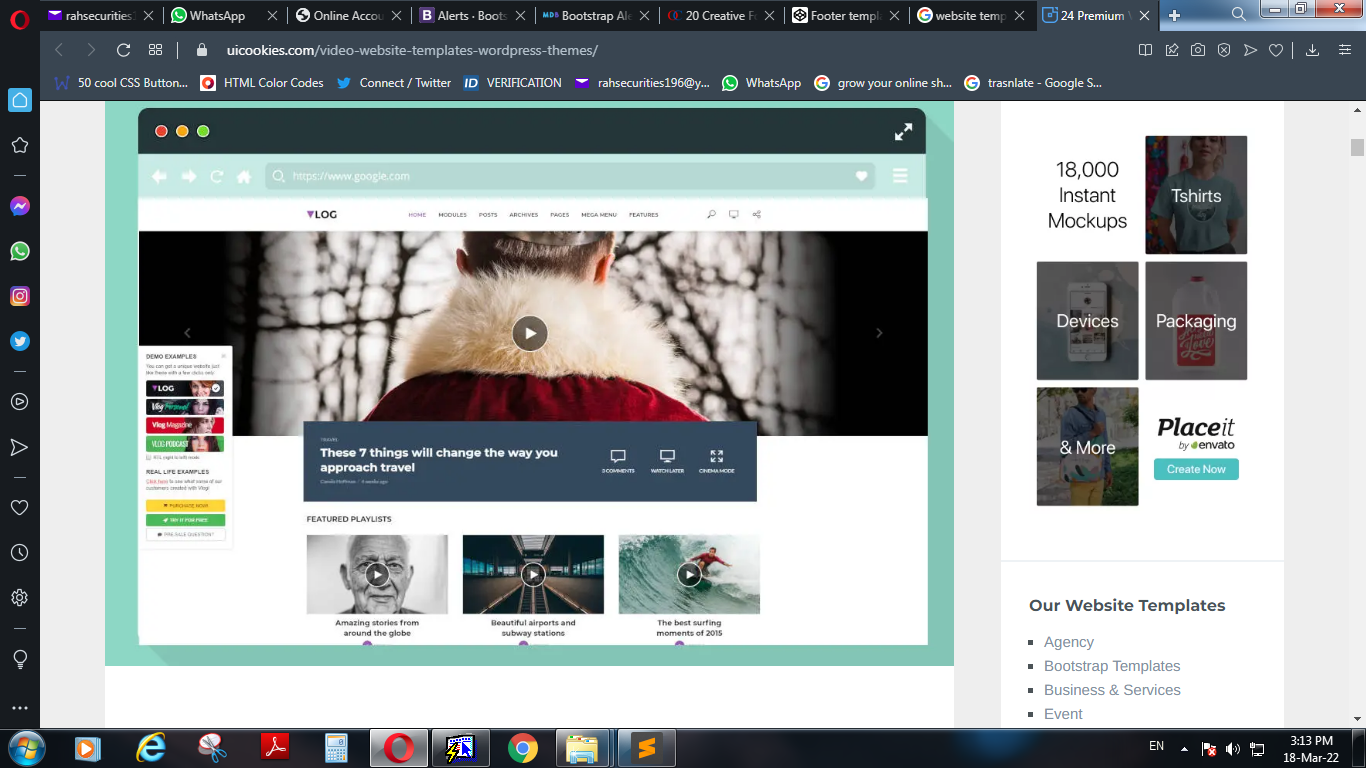 rahsecurities1
WhatsApp
Online Accou
Alerts · Boots
Bootstrap Ale
20 Creative Fo
Footer templ
website temp
24 Premium
uicookies.com/video-website-templates-wordpress-themes/
50 cool CSS Button...
HTML Color Codes
Connect / Twitter
ID VERIFICATION
rahsecurities196@y...
WhatsApp
grow your online sh...
trasnlate - Google S...
https://www.google.com
VLOG
HOME MODULES POSTS ARCHIVES PAGES MEGA MENU FEATURES
DEMO EXAMPLES
You can get a unique website just
like theme with a few clicks only
VLOG
Vlog Personal
Vlog Magazine
VLOG PODCAST
REAL LIFE EXAMPLES
Click here to see what some of our
customers created with Vlog!
PURCHASE NOW!
TRY IT FOR FREE
PRE-SALE QUESTION?
TRAVEL
These 7 things will change the way you
approach travel
4 weeks ago
3 COMMENTS
WATCH LATER
CINEMA MODE
FEATURED PLAYLISTS
Amazing stories from
around the globe
Beautiful airports and
subway stations
The best surfing
moments of 2015
18,000
Instant
Mockups
Tshirts
Devices
Packaging
& More
Placeit
by envato
Create Now
Our Website Templates
Agency
Bootstrap Templates
Business & Services
Event
EN
3:13 PM
18-Mar-22